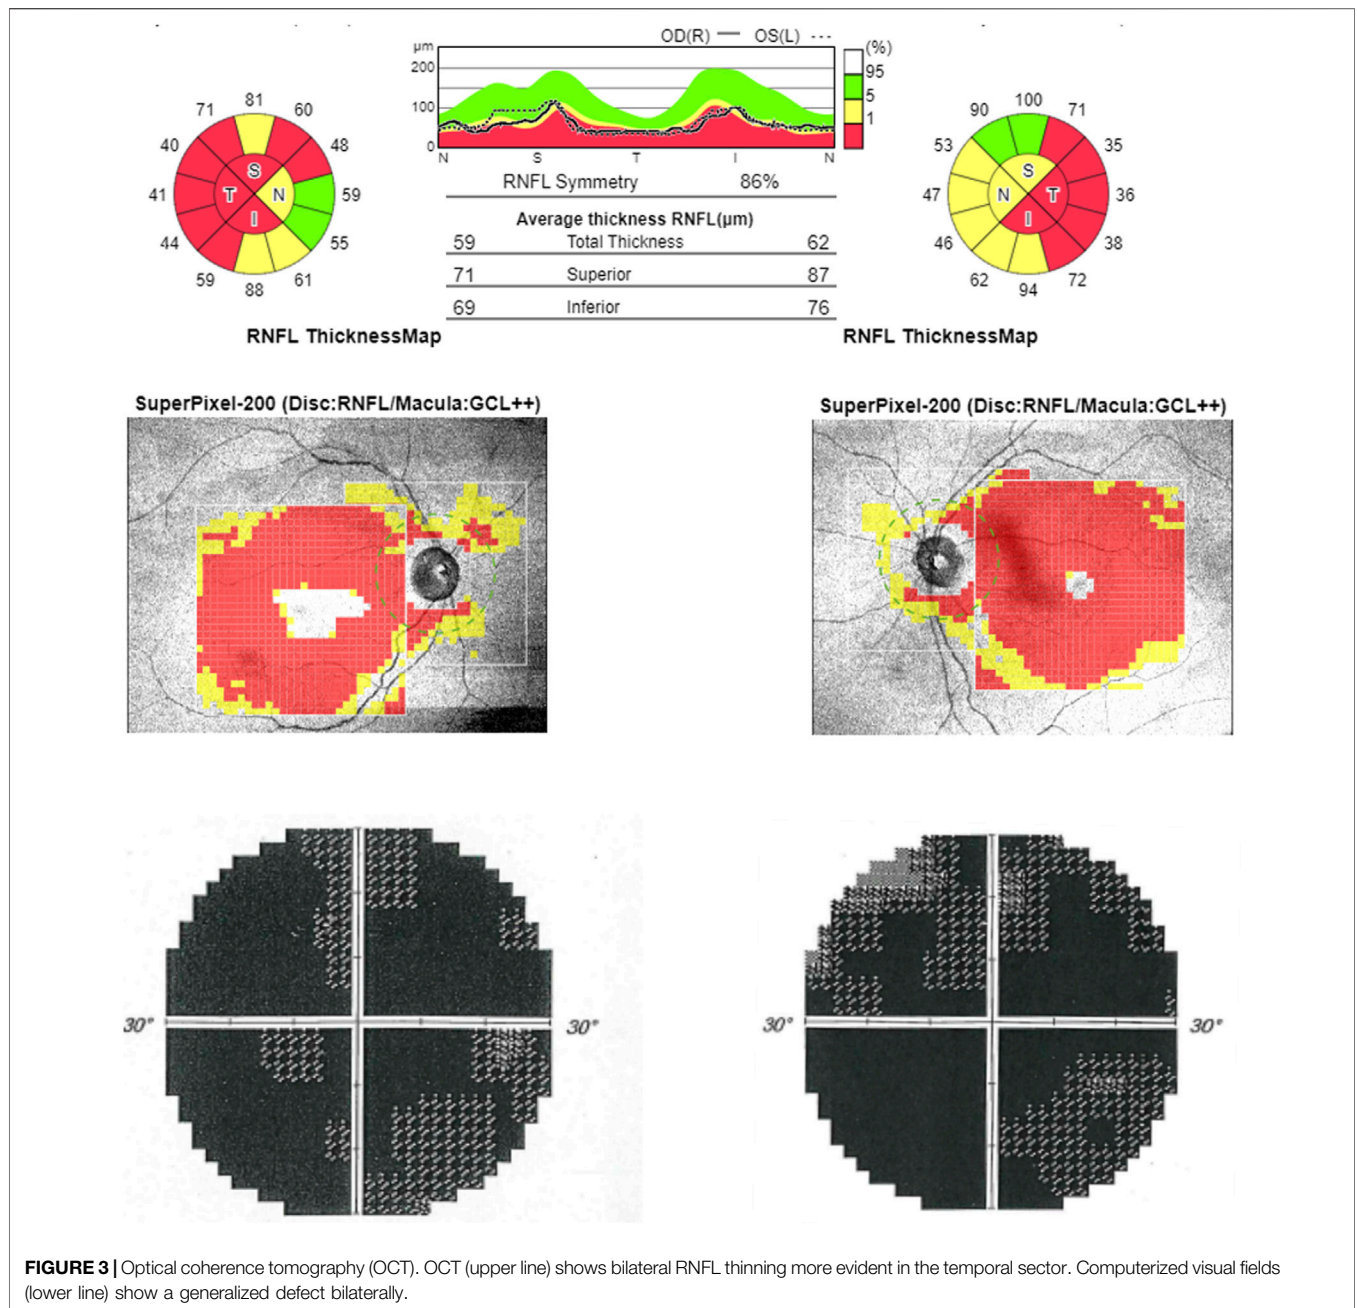 OD(R) OS(L)
µm
(%)
200
100
0
95
5
1
N S T I N
RNFL Symmetry 86%
Average thickness RNFL(µm)
59 Total Thickness 62
71 Superior 87
69 Inferior 76
81
71 60
40 48
41 59
44 55
59 61
88
S
T N
I
100
90 71
53 35
47 36
46 38
62 72
94
S
N T
I
RNFL ThicknessMap RNFL ThicknessMap
SuperPixel-200 (Disc:RNFL/Macula:GCL++) SuperPixel-200 (Disc:RNFL/Macula:GCL++)
30° 30° 30° 30°
FIGURE 3 | Optical coherence tomography (OCT). OCT (upper line) shows bilateral RNFL thinning more evident in the temporal sector. Computerized visual fields
(lower line) show a generalized defect bilaterally.